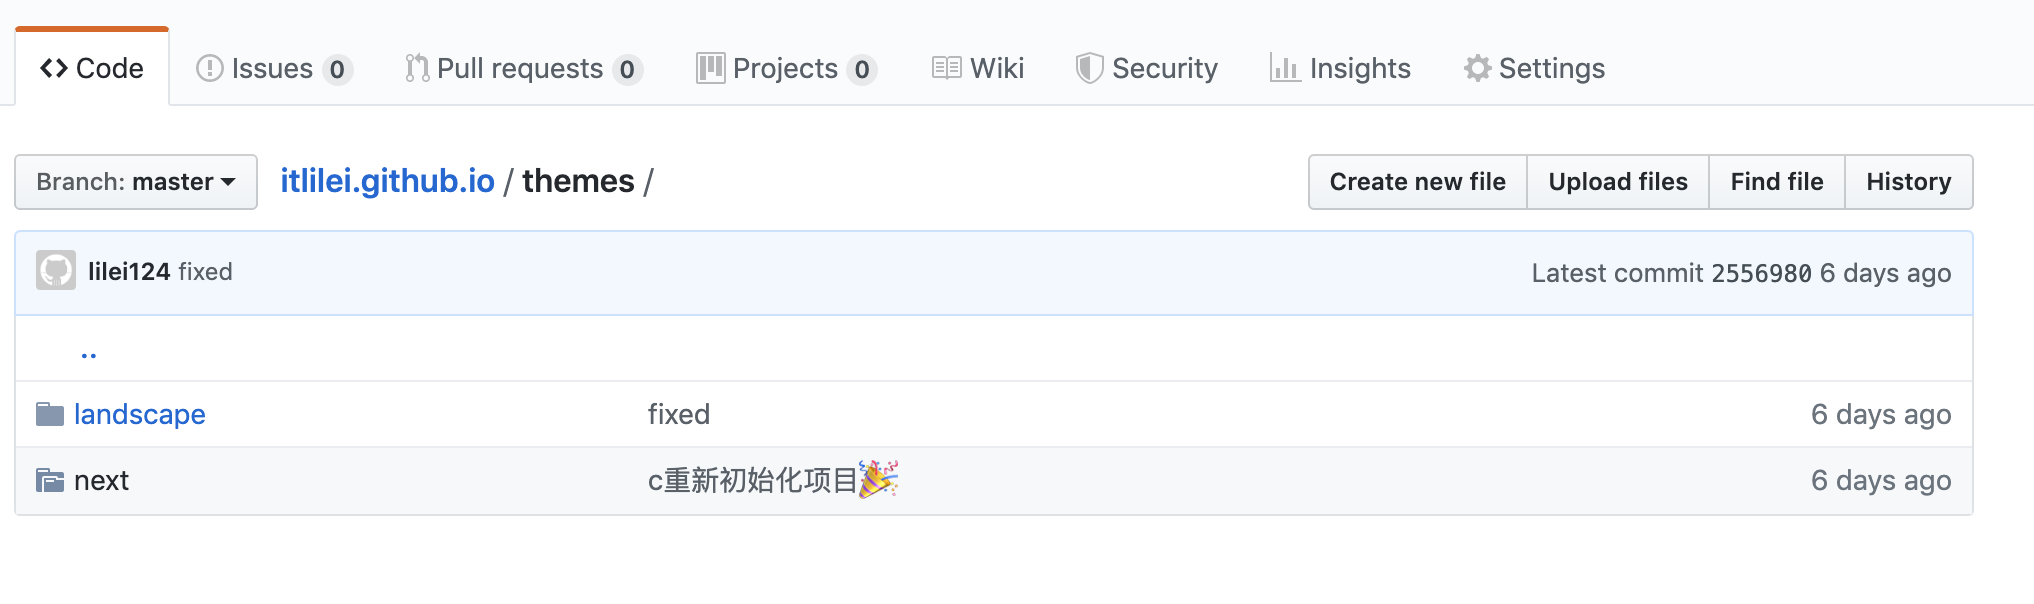 Code Issues 0 Pull requests 0 Projects 0 Wiki Security Insights Settings
Branch: master itlilei.github.io / themes / Create new file Upload files Find file History
lilei124 fixed Latest commit 2556980 6 days ago
..
landscape fixed 6 days ago
next c重新初始化项目🎉 6 days ago